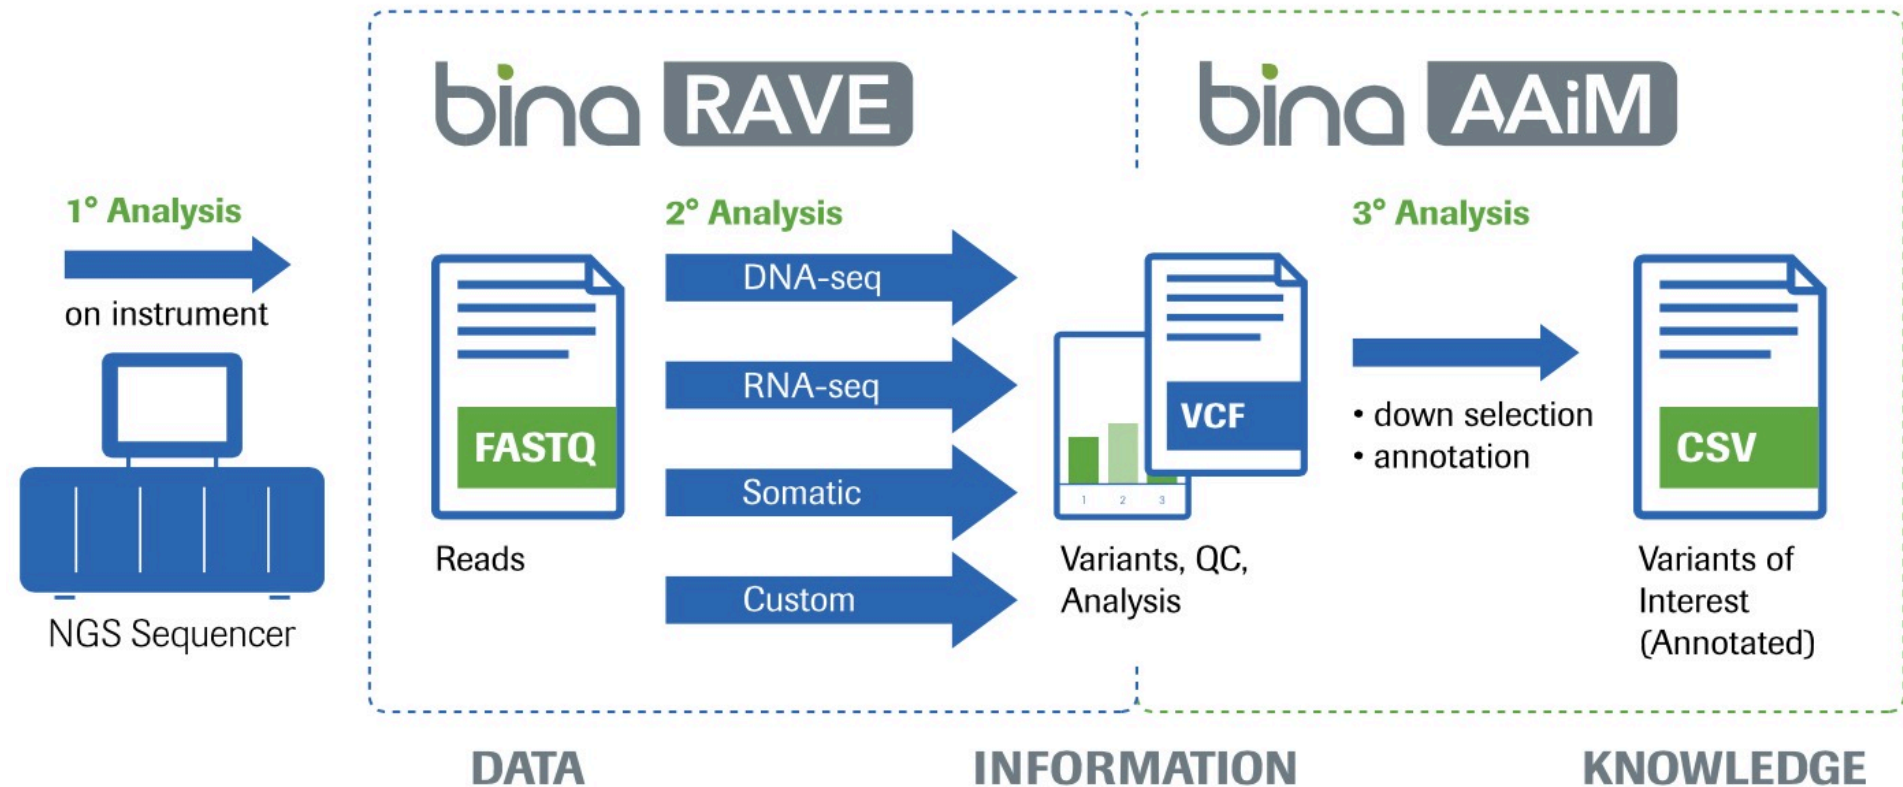 bina RAVE
bina AAiM
1° Analysis
on instrument
NGS Sequencer
FASTQ
Reads
2° Analysis
DNA-seq
RNA-seq
Somatic
Custom
1 2 3
VCF
Variants, QC,
Analysis
3° Analysis
• down selection
• annotation
CSV
Variants of
Interest
(Annotated)
DATA
INFORMATION
KNOWLEDGE